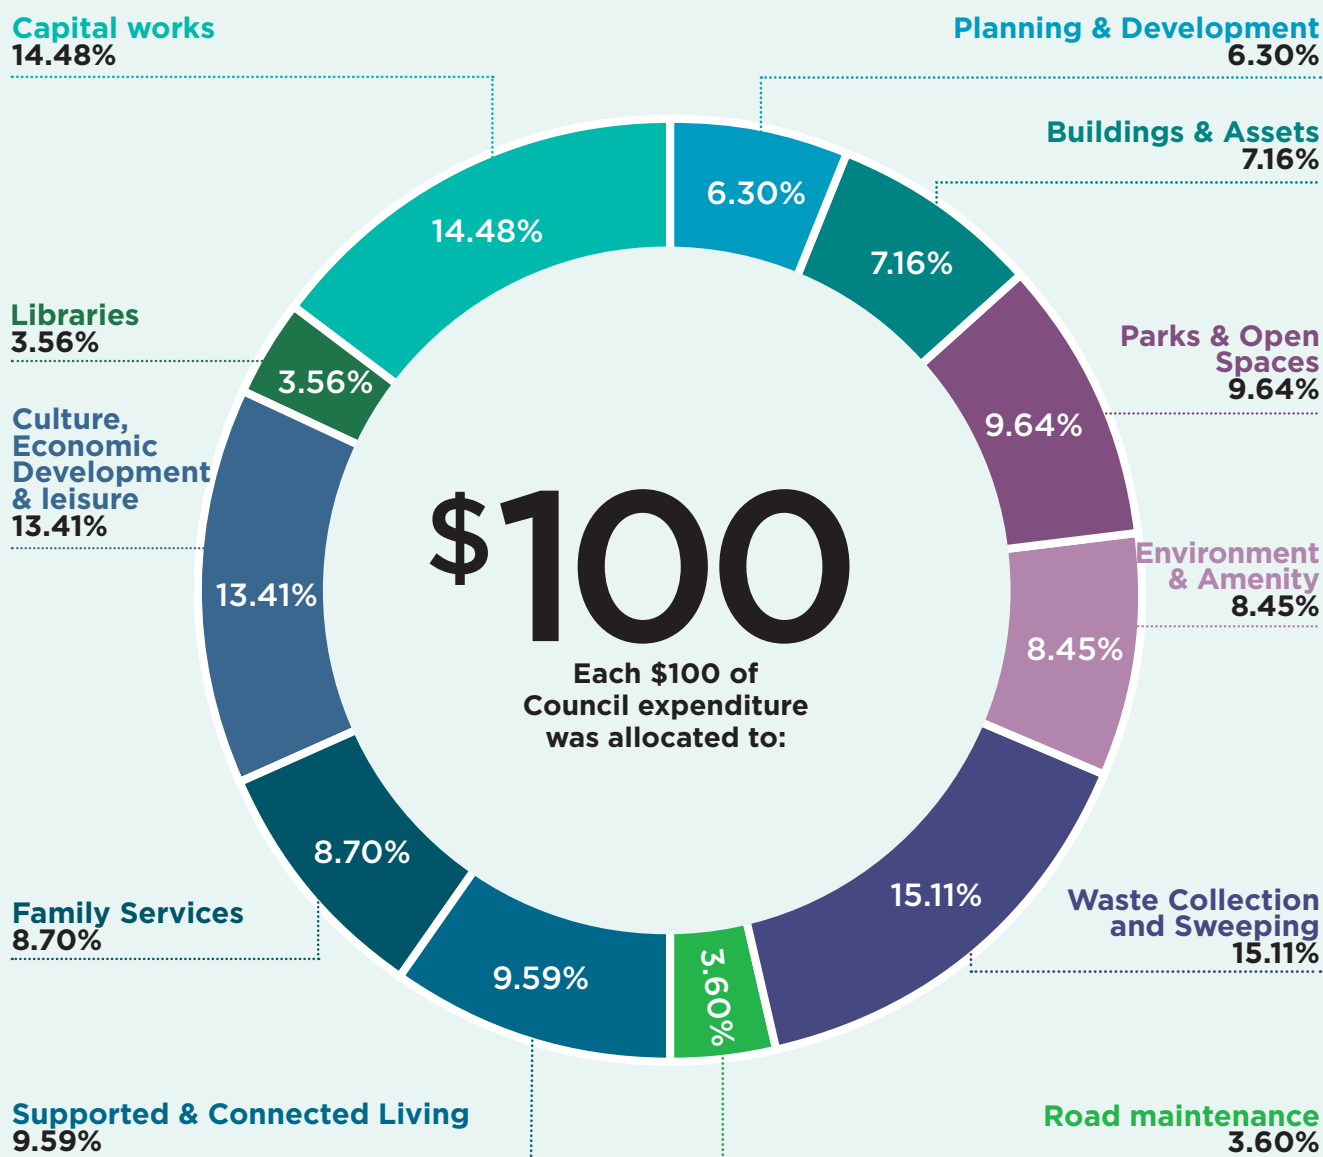 Capital works
14.48%
Planning & Development
6.30%
Buildings & Assets
7.16%
6.30%
14.48%
7.16%
Libraries
3.56%
Parks & Open
Spaces
9.64%
3.56%
9.64%
Culture,
Economic
Development
& leisure
13.41%
$100
Each $100 of
Council expenditure
was allocated to:
Environment
& Amenity
8.45%
13.41%
8.45%
8.70%
15.11%
Family Services
8.70%
Waste Collection
and Sweeping
15.11%
9.59%
3.60%
Supported & Connected Living
9.59%
Road maintenance
3.60%